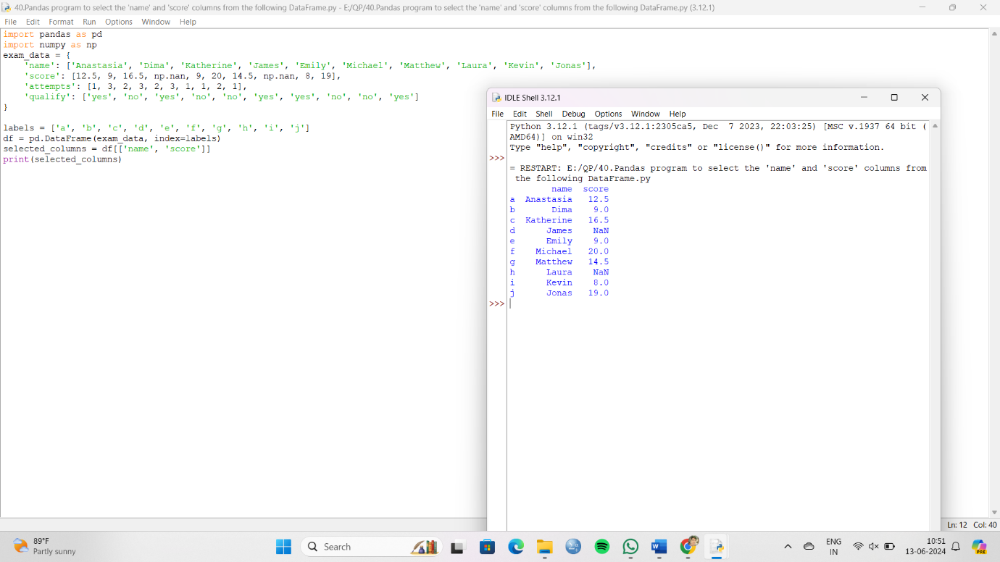 40.Pandas program to select the 'name' and 'score' columns from the following DataFrame.py - E:/QP/40.Pandas program to select the 'name' and 'score' columns from the following DataFrame.py (3.12.1)
File Edit Format Run Options Window Help
import pandas as pd
import numpy as np
exam_data = {
    'name': ['Anastasia', 'Dima', 'Katherine', 'James', 'Emily', 'Michael', 'Matthew', 'Laura', 'Kevin', 'Jonas'],
    'score': [12.5, 9, 16.5, np.nan, 9, 20, 14.5, np.nan, 8, 19],
    'attempts': [1, 3, 2, 3, 2, 3, 1, 1, 2, 1],
    'qualify': ['yes', 'no', 'yes', 'no', 'no', 'yes', 'yes', 'no', 'no', 'yes']
}
labels = ['a', 'b', 'c', 'd', 'e', 'f', 'g', 'h', 'i', 'j']
df = pd.DataFrame(exam_data, index=labels)
selected_columns = df[['name', 'score']]
print(selected_columns)
IDLE Shell 3.12.1
File Edit Shell Debug Options Window Help
Python 3.12.1 (tags/v3.12.1:2305ca5, Dec  7 2023, 22:03:25) [MSC v.1937 64 bit (
AMD64)] on win32
Type "help", "copyright", "credits" or "license()" for more information.
>>>
= RESTART: E:/QP/40.Pandas program to select the 'name' and 'score' columns from
 the following DataFrame.py
        name  score
a  Anastasia   12.5
b       Dima    9.0
c  Katherine   16.5
d      James    NaN
e      Emily    9.0
f    Michael   20.0
g    Matthew   14.5
h      Laura    NaN
i      Kevin    8.0
j      Jonas   19.0
>>>
Ln: 12 Col: 40
89°F
Partly sunny
Search
ENG
IN
10:51
13-06-2024
PRE